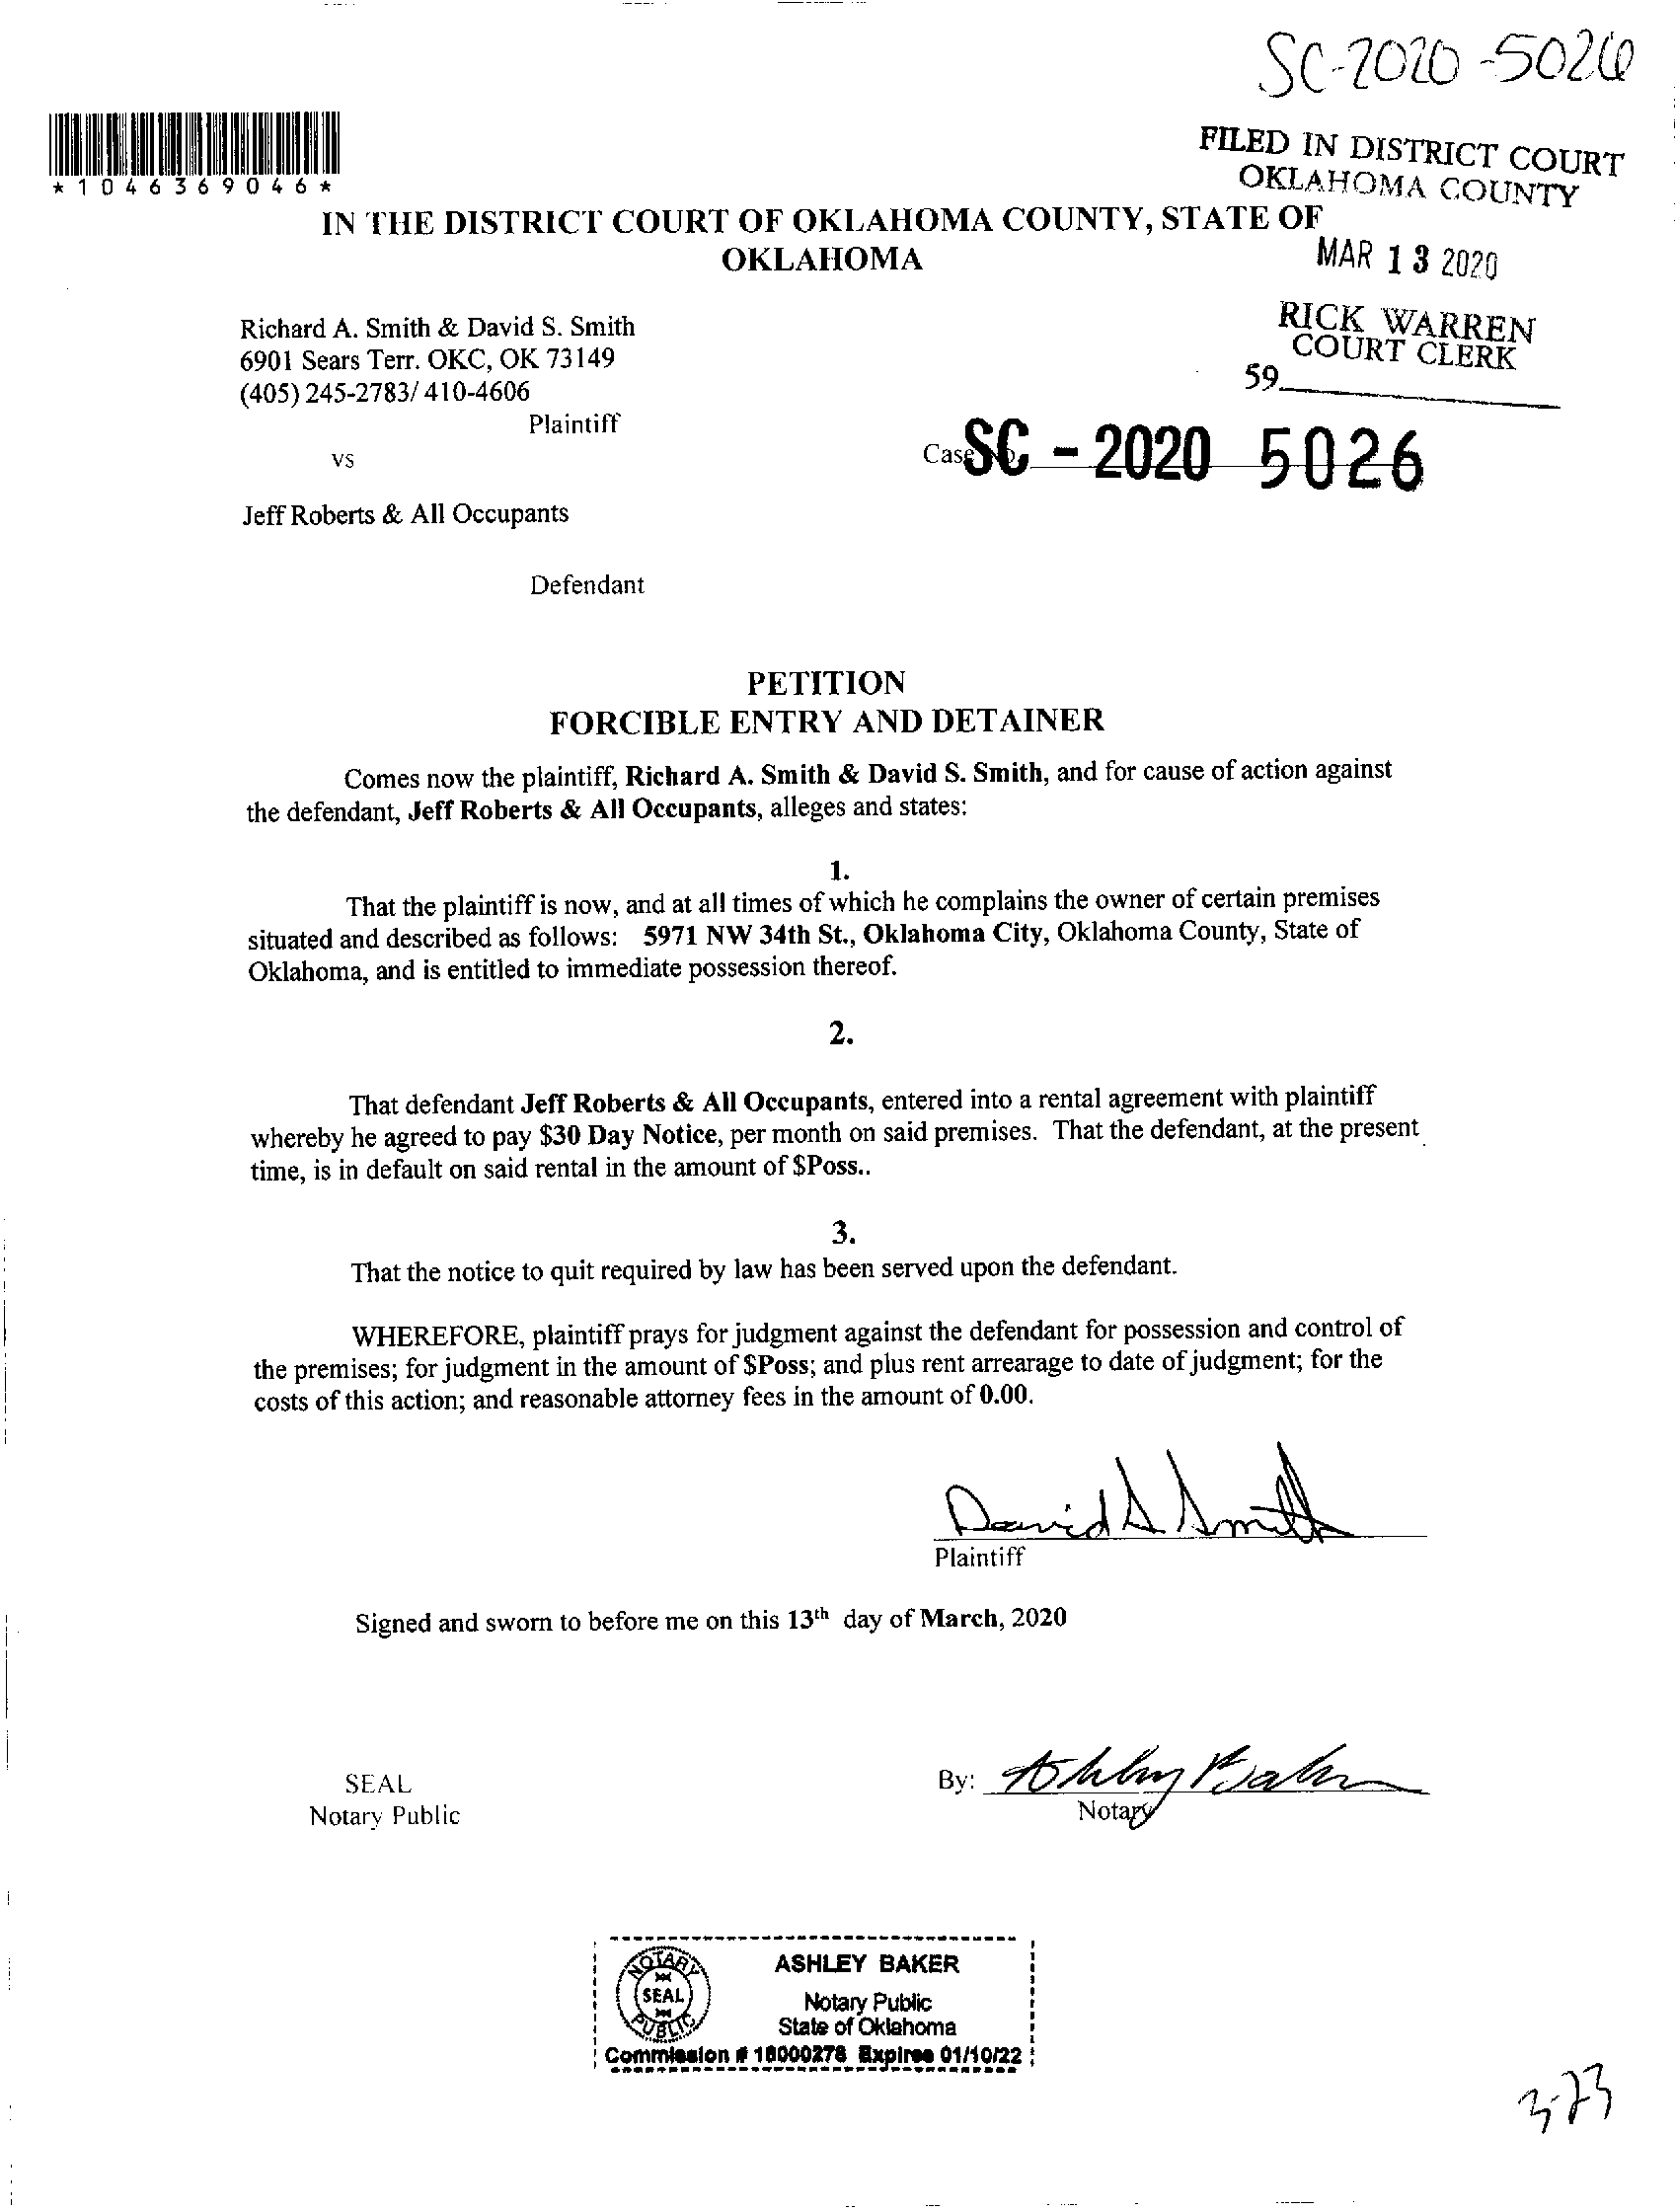 SC-2020-5026
*1046369046*
FILED IN DISTRICT COURT
OKLAHOMA COUNTY
IN THE DISTRICT COURT OF OKLAHOMA COUNTY, STATE OF
OKLAHOMA
MAR 13 2020
RICK WARREN
COURT CLERK
59
Richard A. Smith & David S. Smith
6901 Sears Terr. OKC, OK 73149
(405) 245-2783/ 410-4606
Plaintiff
vs
Case No. SC - 2020 5026
Jeff Roberts & All Occupants
Defendant
PETITION
FORCIBLE ENTRY AND DETAINER
Comes now the plaintiff, Richard A. Smith & David S. Smith, and for cause of action against
the defendant, Jeff Roberts & All Occupants, alleges and states:
1.
That the plaintiff is now, and at all times of which he complains the owner of certain premises
situated and described as follows: 5971 NW 34th St., Oklahoma City, Oklahoma County, State of
Oklahoma, and is entitled to immediate possession thereof.
2.
That defendant Jeff Roberts & All Occupants, entered into a rental agreement with plaintiff
whereby he agreed to pay $30 Day Notice, per month on said premises. That the defendant, at the present
time, is in default on said rental in the amount of $Poss..
3.
That the notice to quit required by law has been served upon the defendant.
WHEREFORE, plaintiff prays for judgment against the defendant for possession and control of
the premises; for judgment in the amount of $Poss; and plus rent arrearage to date of judgment; for the
costs of this action; and reasonable attorney fees in the amount of 0.00.
David S Smith
Plaintiff
Signed and sworn to before me on this 13th day of March, 2020
SEAL
Notary Public
By: Ashley Baker
Notary
NOTARY
SEAL
PUBLIC
ASHLEY BAKER
Notary Public
State of Oklahoma
Commission # 18000278 Expires 01/10/22
3-23